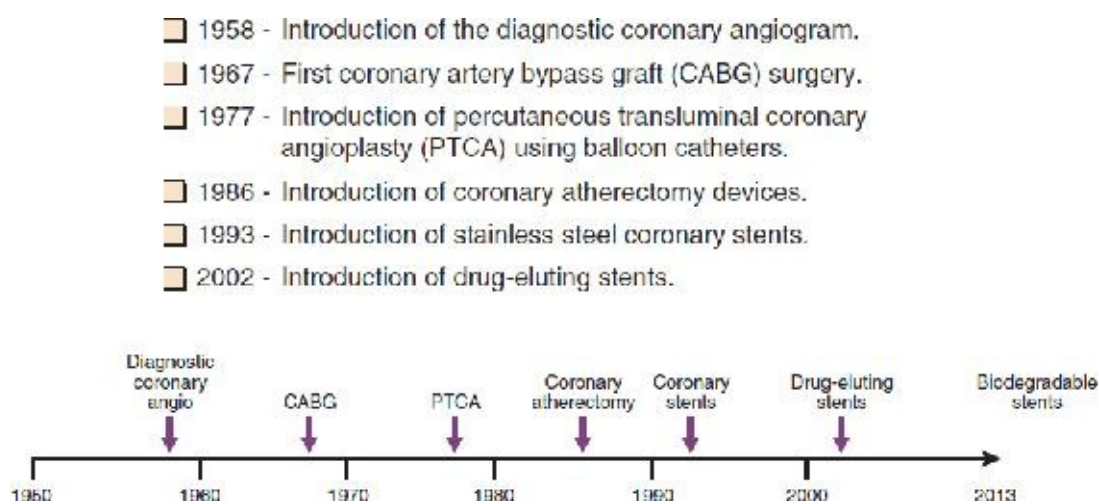 1958 - Introduction of the diagnostic coronary angiogram.
1967 - First coronary artery bypass graft (CABG) surgery.
1977 - Introduction of percutaneous transluminal coronary
angioplasty (PTCA) using balloon catheters.
1986 - Introduction of coronary atherectomy devices.
1993 - Introduction of stainless steel coronary stents.
2002 - Introduction of drug-eluting stents.
Diagnostic
coronary
angio
CABG
PTCA
Coronary
atherectomy
Coronary
stents
Drug-eluting
stents
Biodegradable
stents
1950 1960 1970 1980 1990 2000 2013